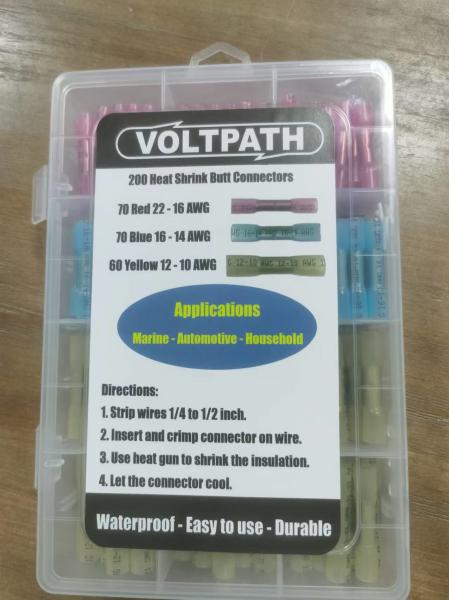 VOLTPATH
200 Heat Shrink Butt Connectors
70 Red 22 - 16 AWG
70 Blue 16 - 14 AWG
60 Yellow 12 - 10 AWG
Applications
Marine - Automotive - Household
Directions:
1. Strip wires 1/4 to 1/2 inch.
2. Insert and crimp connector on wire.
3. Use heat gun to shrink the insulation.
4. Let the connector cool.
Waterproof - Easy to use - Durable